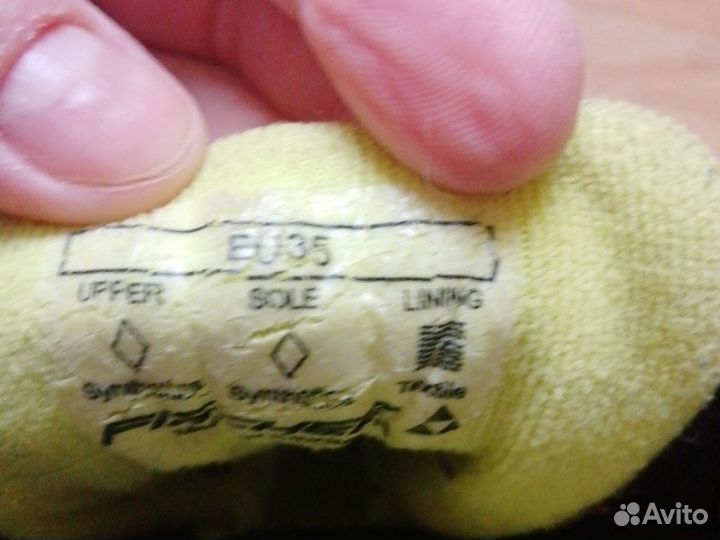 EU 35
UPPER SOLE LINING
Synthetics Synthetics Textile
FISCHER
Avito